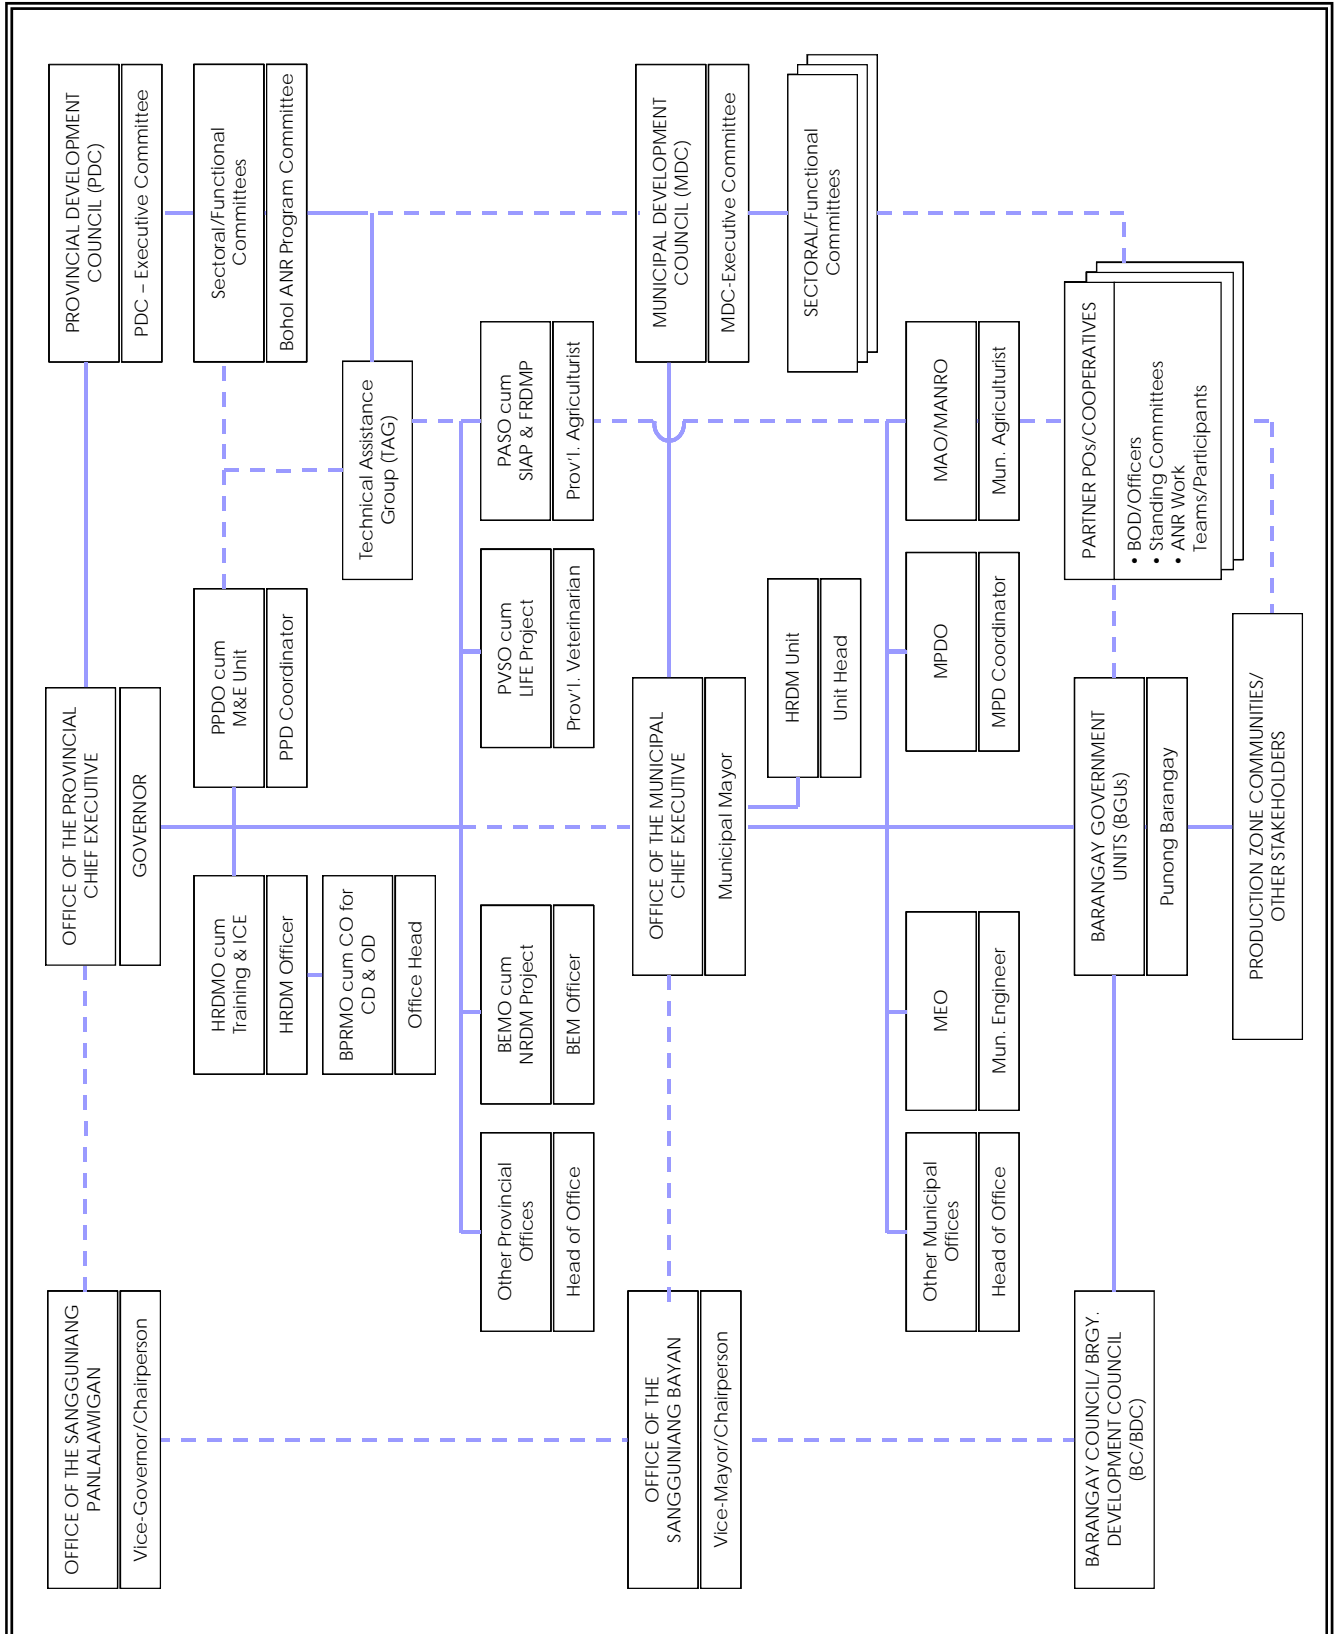 OFFICE OF THE SANGGUNIANG
PANLALAWIGAN
Vice-Governor/Chairperson
OFFICE OF THE PROVINCIAL
CHIEF EXECUTIVE
GOVERNOR
PROVINCIAL DEVELOPMENT
COUNCIL (PDC)
PDC – Executive Committee
HRDMO cum
Training & ICE
HRDM Officer
PPDO cum
M&E Unit
PPD Coordinator
Sectoral/Functional
Committees
Bohol ANR Program Committee
BPRMO cum CO for
CD & OD
Office Head
Technical Assistance
Group (TAG)
Other Provincial
Offices
Head of Office
BEMO cum
NRDM Project
BEM Officer
PVSO cum
LIFE Project
Prov'l. Veterinarian
PASO cum
SIAP & FRDMP
Prov'l. Agriculturist
OFFICE OF THE
SANGGUNIANG BAYAN
Vice-Mayor/Chairperson
OFFICE OF THE MUNICIPAL
CHIEF EXECUTIVE
Municipal Mayor
MUNICIPAL DEVELOPMENT
COUNCIL (MDC)
MDC-Executive Committee
HRDM Unit
Unit Head
SECTORAL/Functional
Committees
Other Municipal
Offices
Head of Office
MEO
Mun. Engineer
MPDO
MPD Coordinator
MAO/MANRO
Mun. Agriculturist
BARANGAY COUNCIL/ BRGY.
DEVELOPMENT COUNCIL
(BC/BDC)
BARANGAY GOVERNMENT
UNITS (BGUs)
Punong Barangay
PARTNER POs/COOPERATIVES
• BOD/Officers
• Standing Committees
• ANR Work
Teams/Participants
PRODUCTION ZONE COMMUNITIES/
OTHER STAKEHOLDERS